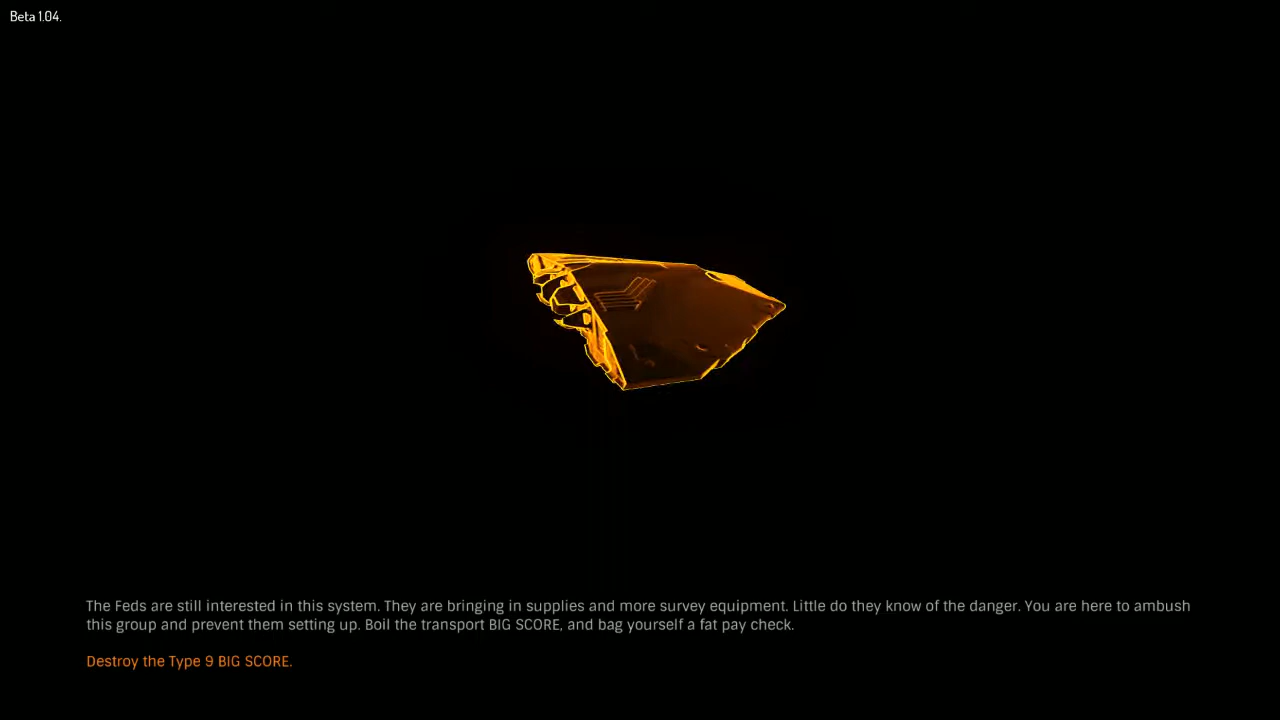 Beta 1.04.
The Feds are still interested in this system. They are bringing in supplies and more survey equipment. Little do they know of the danger. You are here to ambush
this group and prevent them setting up. Boil the transport BIG SCORE, and bag yourself a fat pay check.
Destroy the Type 9 BIG SCORE.